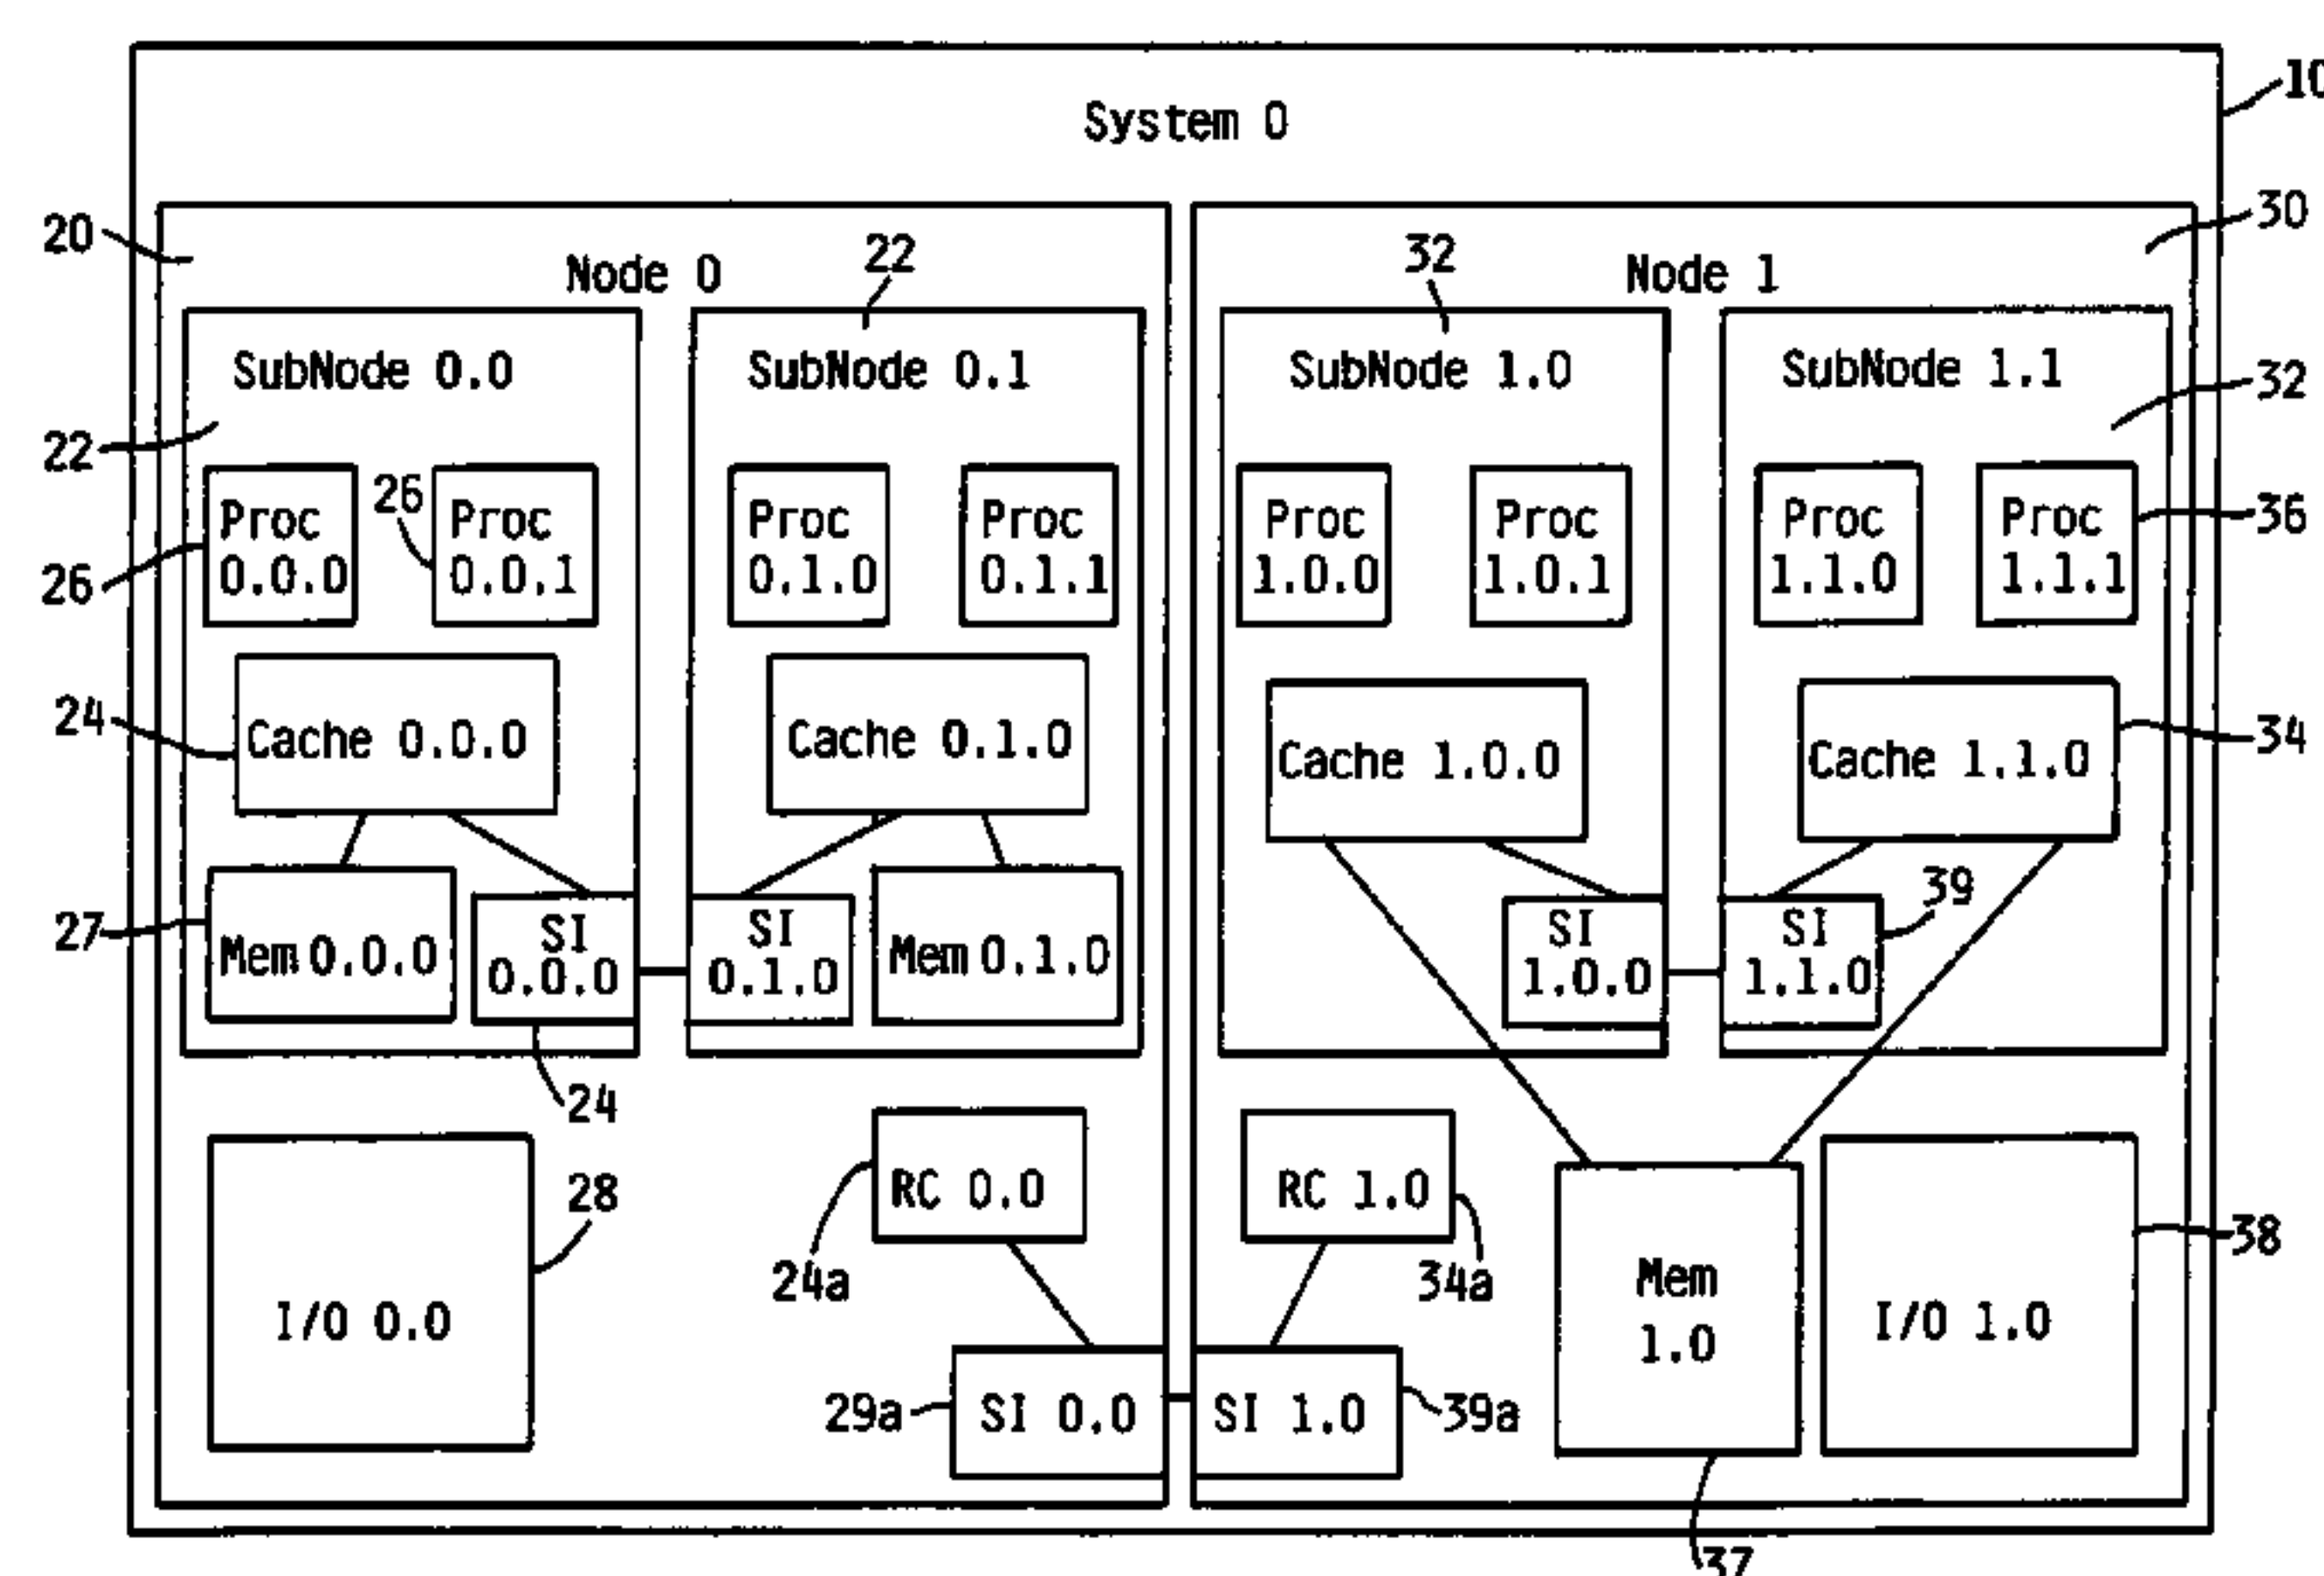 System 0
10
20
Node 0
22
32
Node 1
30
SubNode 0.0
SubNode 0.1
SubNode 1.0
SubNode 1.1
32
22
26
Proc
0.0.0
26
Proc
0.0.1
Proc
0.1.0
Proc
0.1.1
Proc
1.0.0
Proc
1.0.1
Proc
1.1.0
Proc
1.1.1
36
24
Cache 0.0.0
Cache 0.1.0
Cache 1.0.0
Cache 1.1.0
34
27
Mem 0.0.0
SI
0.0.0
SI
0.1.0
Mem 0.1.0
SI
1.0.0
SI
1.1.0
39
24
28
I/O 0.0
RC 0.0
24a
RC 1.0
34a
Mem
1.0
I/O 1.0
38
29a
SI 0.0
SI 1.0
39a
37